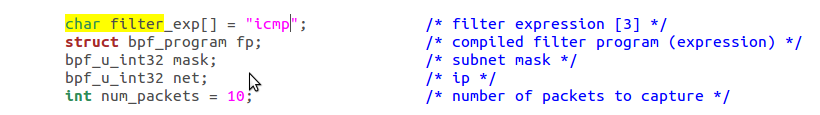 char filter_exp[] = "icmp"; /* filter expression [3] */
struct bpf_program fp; /* compiled filter program (expression) */
bpf_u_int32 mask; /* subnet mask */
bpf_u_int32 net; /* ip */
int num_packets = 10; /* number of packets to capture */